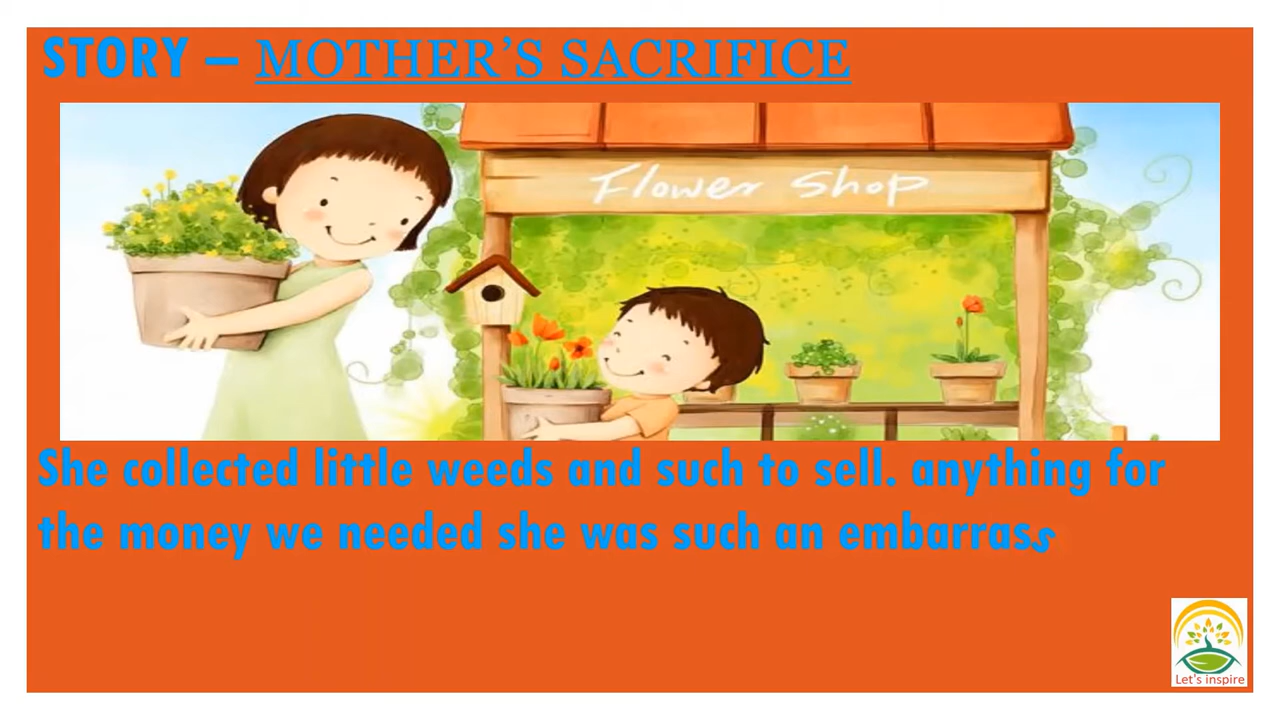 STORY – MOTHER'S SACRIFICE
Flower Shop
She collected little weeds and such to sell. anything for
the money we needed she was such an embarrass
Let's inspire